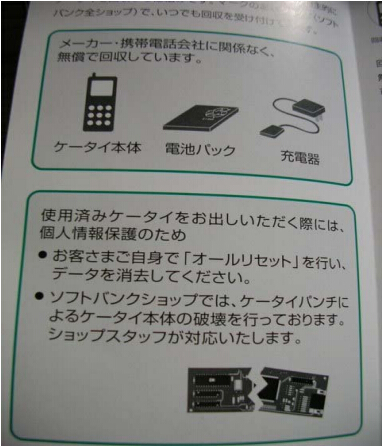 バンク全ショップ)で、いつでも回収を受け付けて
メーカー・携帯電話会社に関係なく、
無償で回収しています。
ケータイ本体
電池パック
充電器
使用済みケータイをお出しいただく際には、
個人情報保護のため
● お客さまご自身で「オールリセット」を行い、
データを消去してください。
● ソフトバンクショップでは、ケータイパンチに
よるケータイ本体の破壊を行っております。
ショップスタッフが対応いたします。